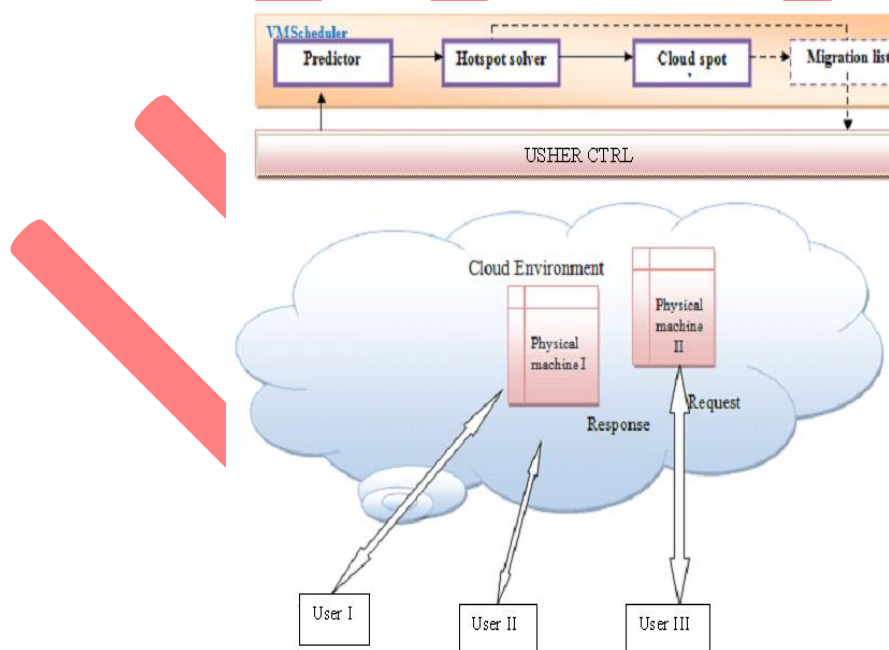 VMScheduler
Predictor
Hotspot solver
Cloud spot
Migration list
USHER CTRL
Cloud Environment
Physical
machine I
Physical
machine
II
Request
Response
User I
User II
User III